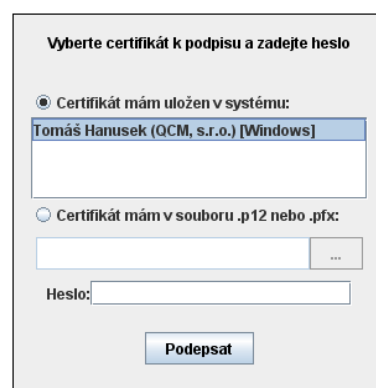 Vyberte certifikát k podpisu a zadejte heslo
Certifikát mám uložen v systému:
Tomáš Hanusek (QCM, s.r.o.) [Windows]
Certifikát mám v souboru .p12 nebo .pfx:
...
Heslo:
Podepsat